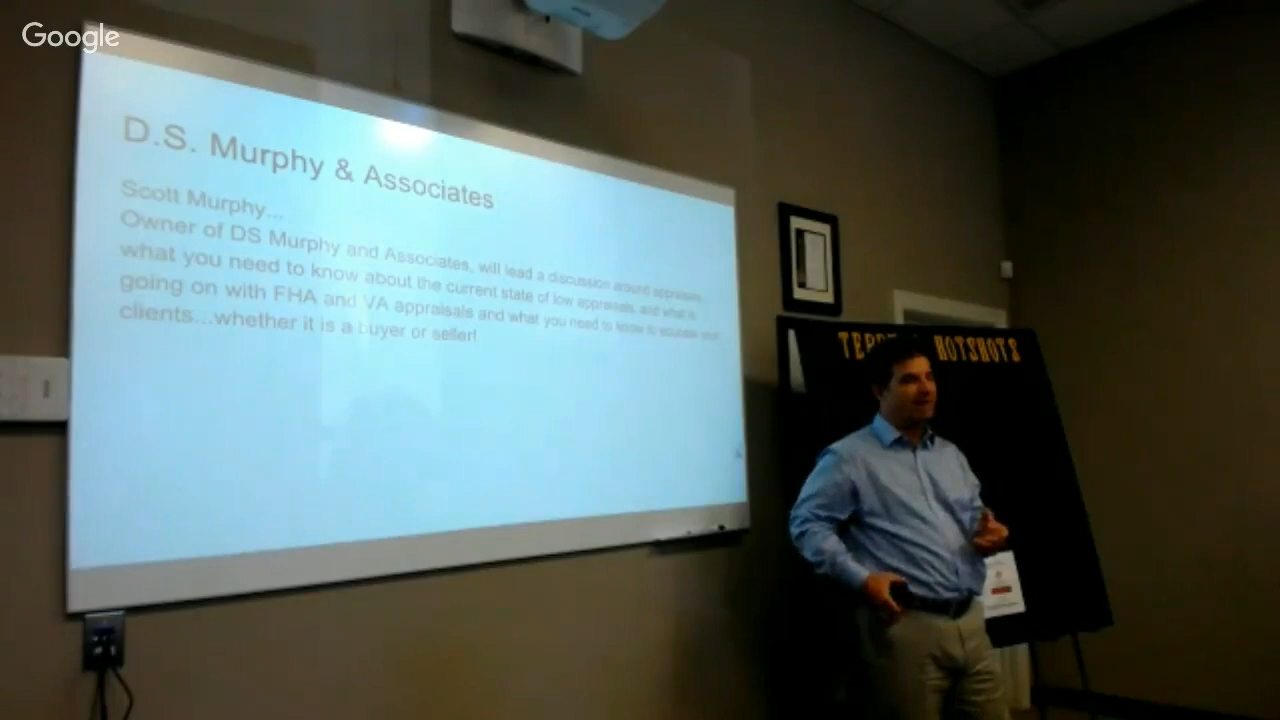 Google
D.S. Murphy & Associates
Scott Murphy...
Owner of DS Murphy and Associates, will lead a discussion around appraisals,
what you need to know about the current state of low appraisals, and what is
going on with FHA and VA appraisals and what you need to know to educate your
clients...whether it is a buyer or seller!
HOTSHOTS